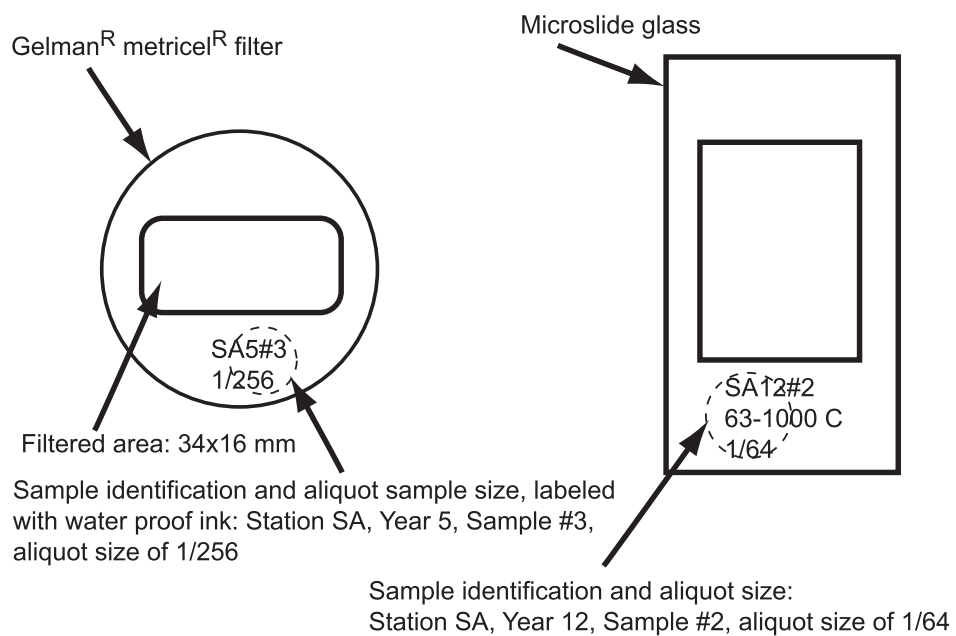 Gelmanᴿ metricelᴿ filter
SA5#3
1/256
Filtered area: 34x16 mm
Sample identification and aliquot sample size, labeled
with water proof ink: Station SA, Year 5, Sample #3,
aliquot size of 1/256
Microslide glass
SA12#2
63-1000 C
1/64
Sample identification and aliquot size:
Station SA, Year 12, Sample #2, aliquot size of 1/64